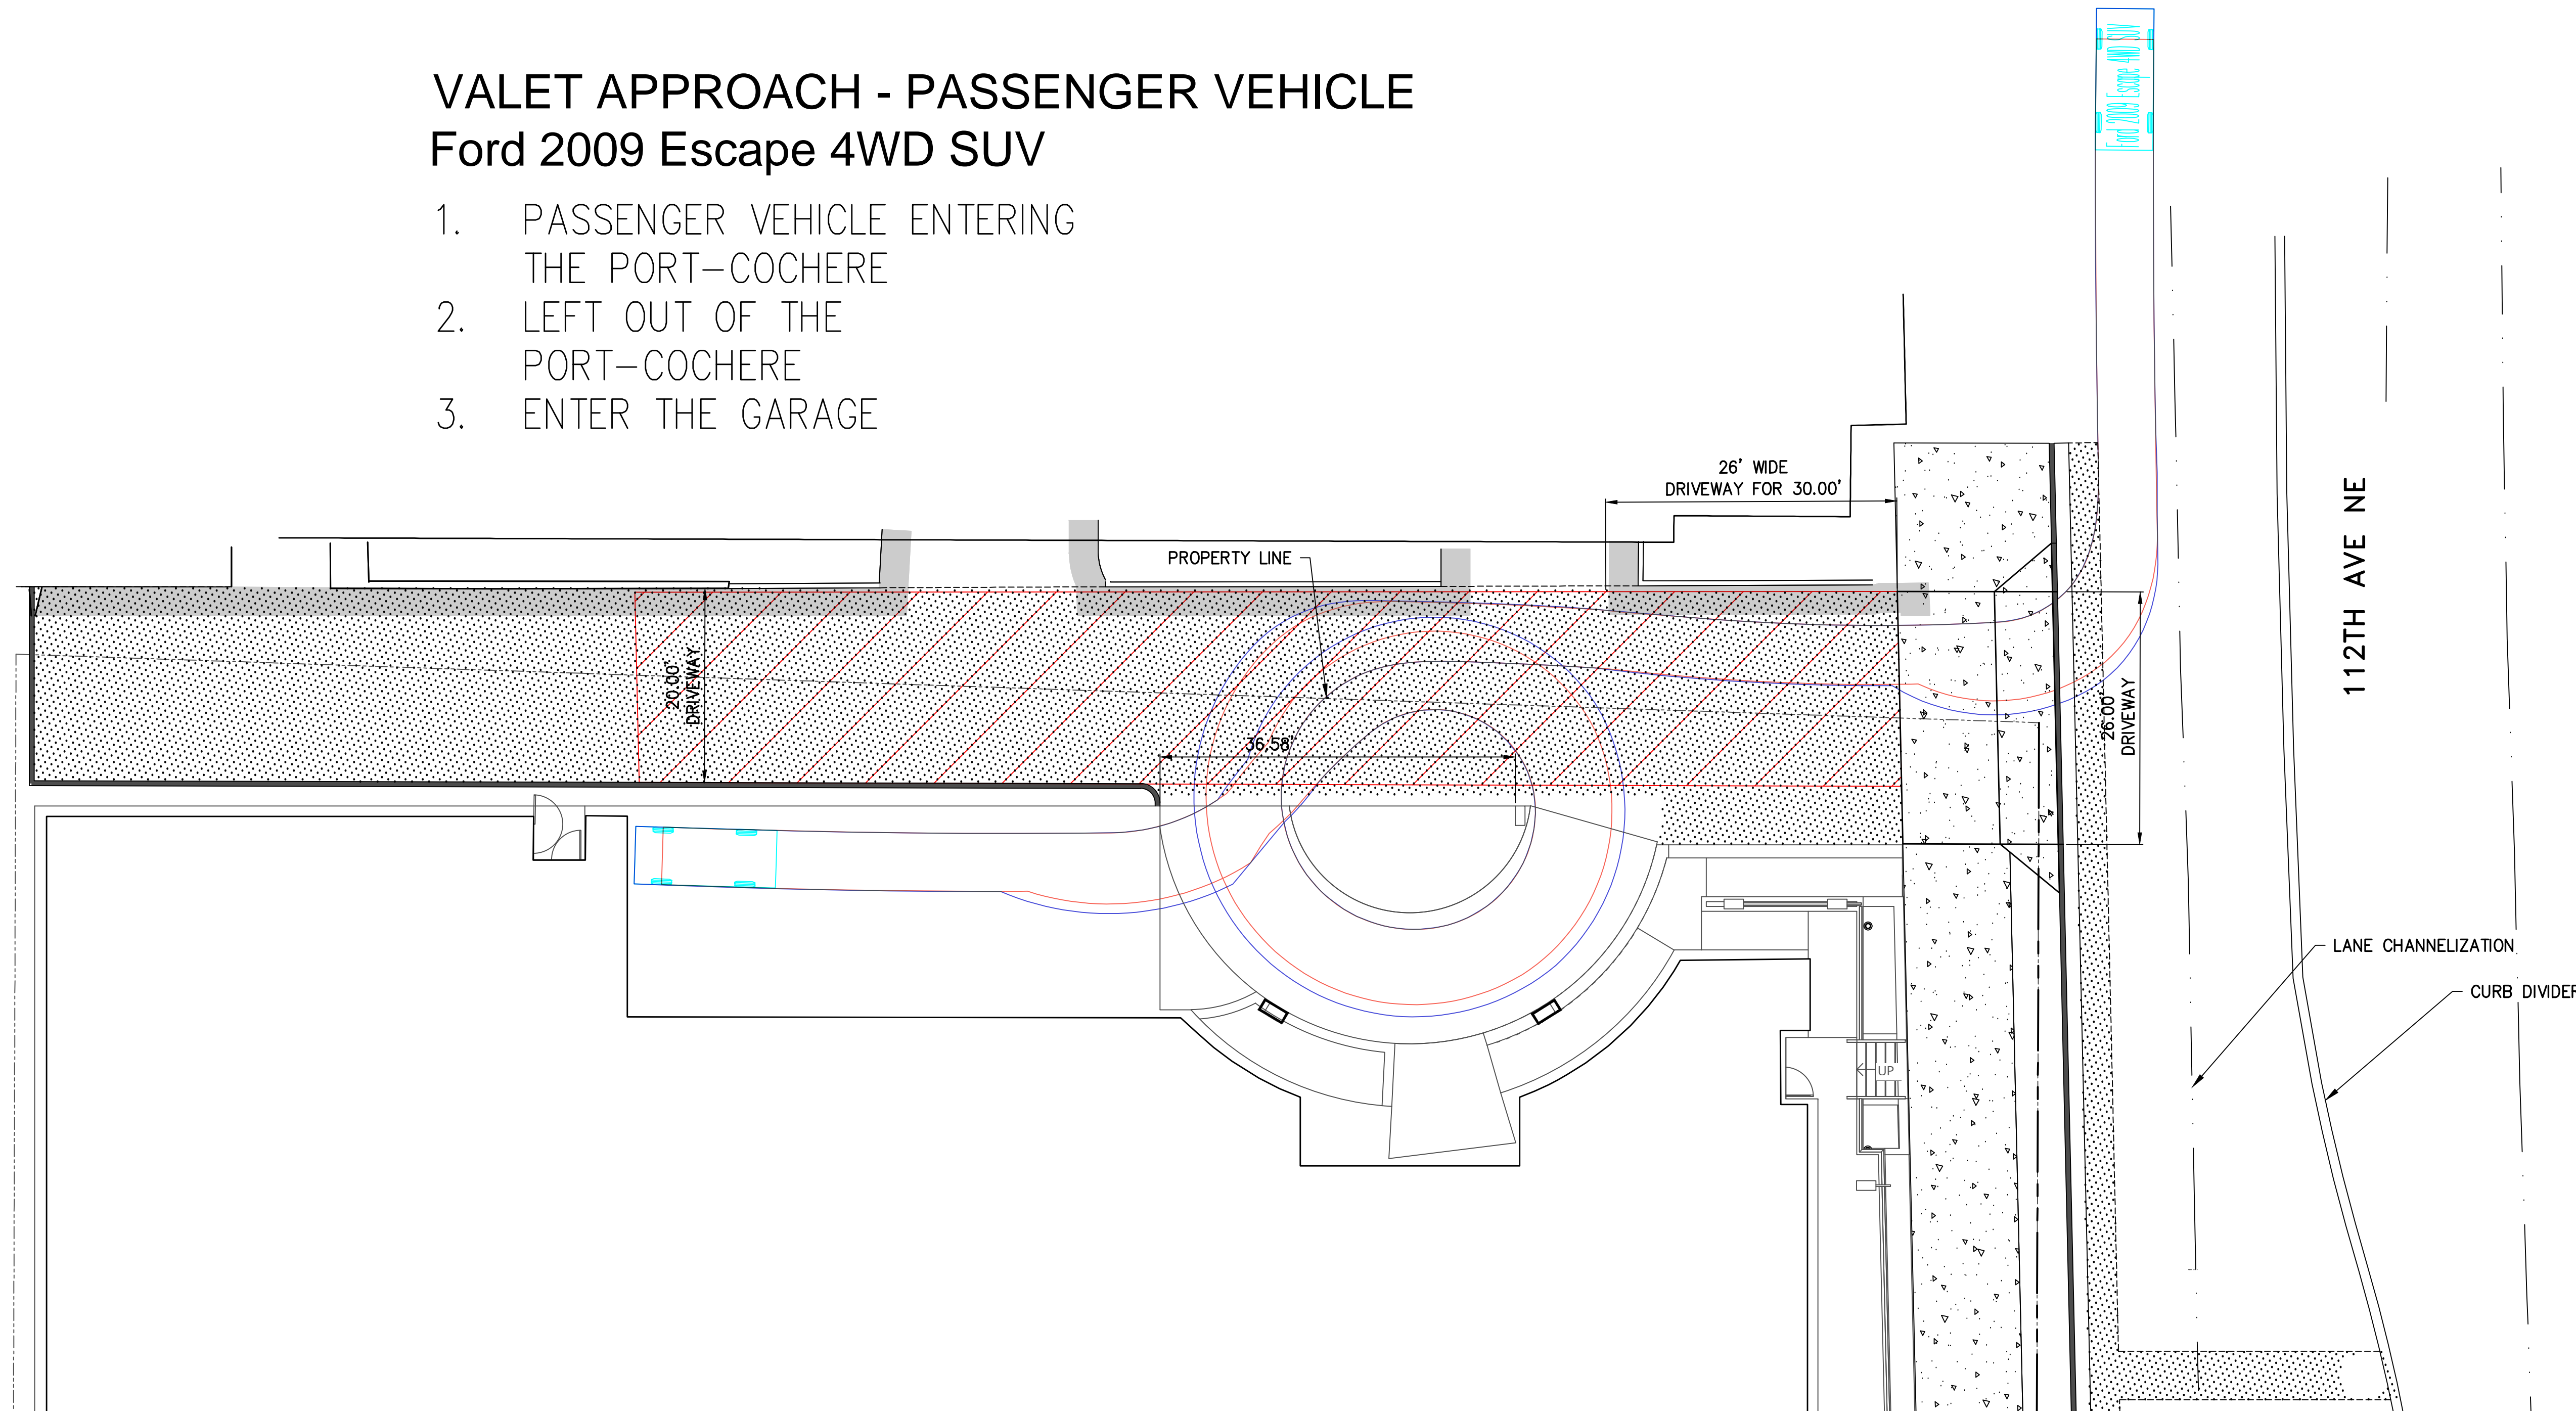 VALET APPROACH - PASSENGER VEHICLE
Ford 2009 Escape 4WD SUV
1. PASSENGER VEHICLE ENTERING
THE PORT-COCHERE
2. LEFT OUT OF THE
PORT-COCHERE
3. ENTER THE GARAGE
Ford 2009 Escape 4WD SUV
26' WIDE
DRIVEWAY FOR 30.00'
PROPERTY LINE
20.00'
DRIVEWAY
36.58'
26.00'
DRIVEWAY
112TH AVE NE
LANE CHANNELIZATION
CURB DIVIDER
UP